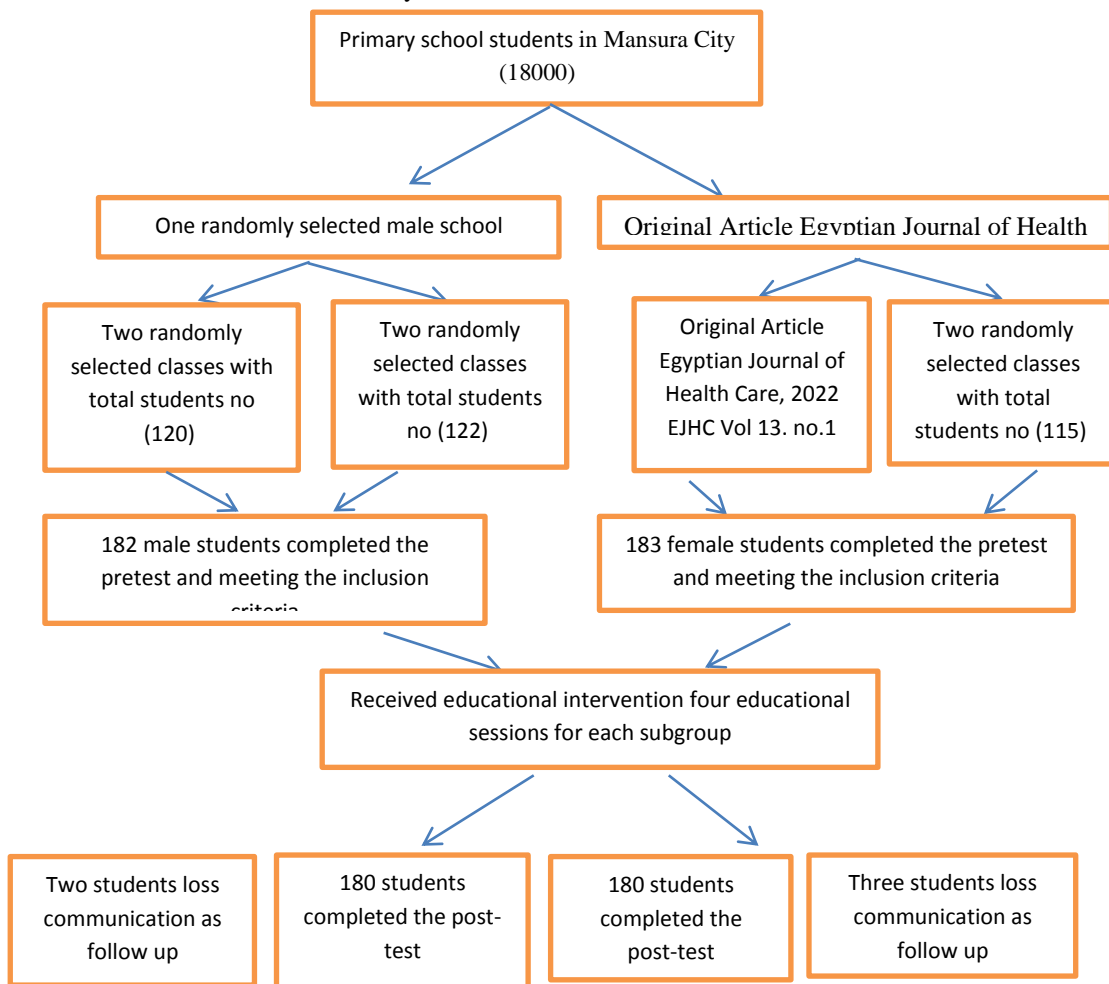 Primary school students in Mansura City
(18000)
One randomly selected male school
Original Article Egyptian Journal of Health
Two randomly
selected classes with
total students no
(120)
Two randomly
selected classes
with total students
no (122)
Original Article
Egyptian Journal of
Health Care, 2022
EJHC Vol 13. no.1
Two randomly
selected classes
with total
students no (115)
182 male students completed the
pretest and meeting the inclusion
criteria
183 female students completed the pretest
and meeting the inclusion criteria
Received educational intervention four educational
sessions for each subgroup
Two students loss
communication as
follow up
180 students
completed the post-
test
180 students
completed the
post-test
Three students loss
communication as
follow up